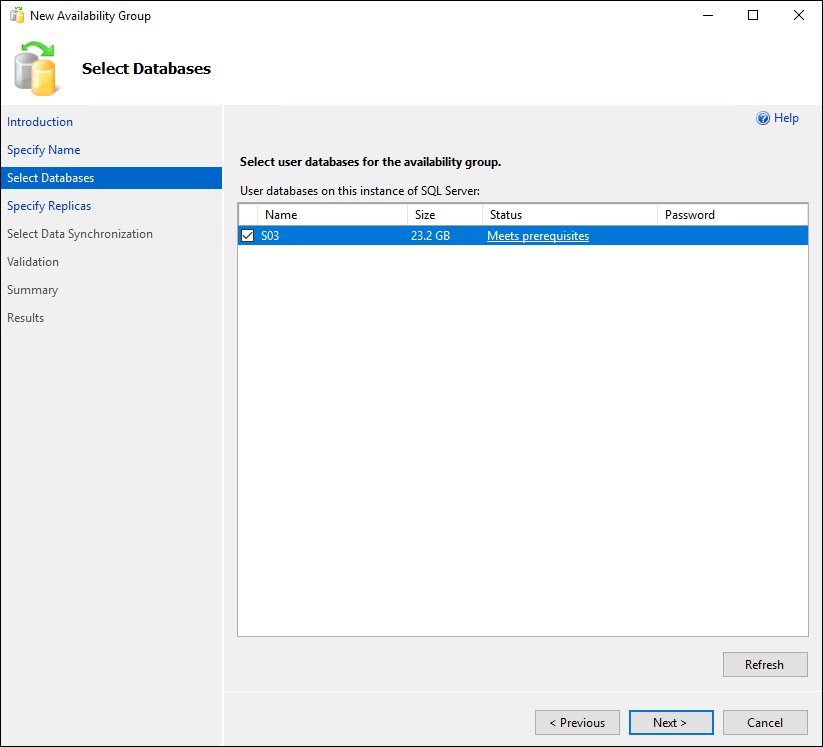 New Availability Group
Select Databases
Introduction
Specify Name
Select Databases
Specify Replicas
Select Data Synchronization
Validation
Summary
Results
Help
Select user databases for the availability group.
User databases on this instance of SQL Server:
Name Size Status Password
S03 23.2 GB Meets prerequisites
Refresh
< Previous Next > Cancel